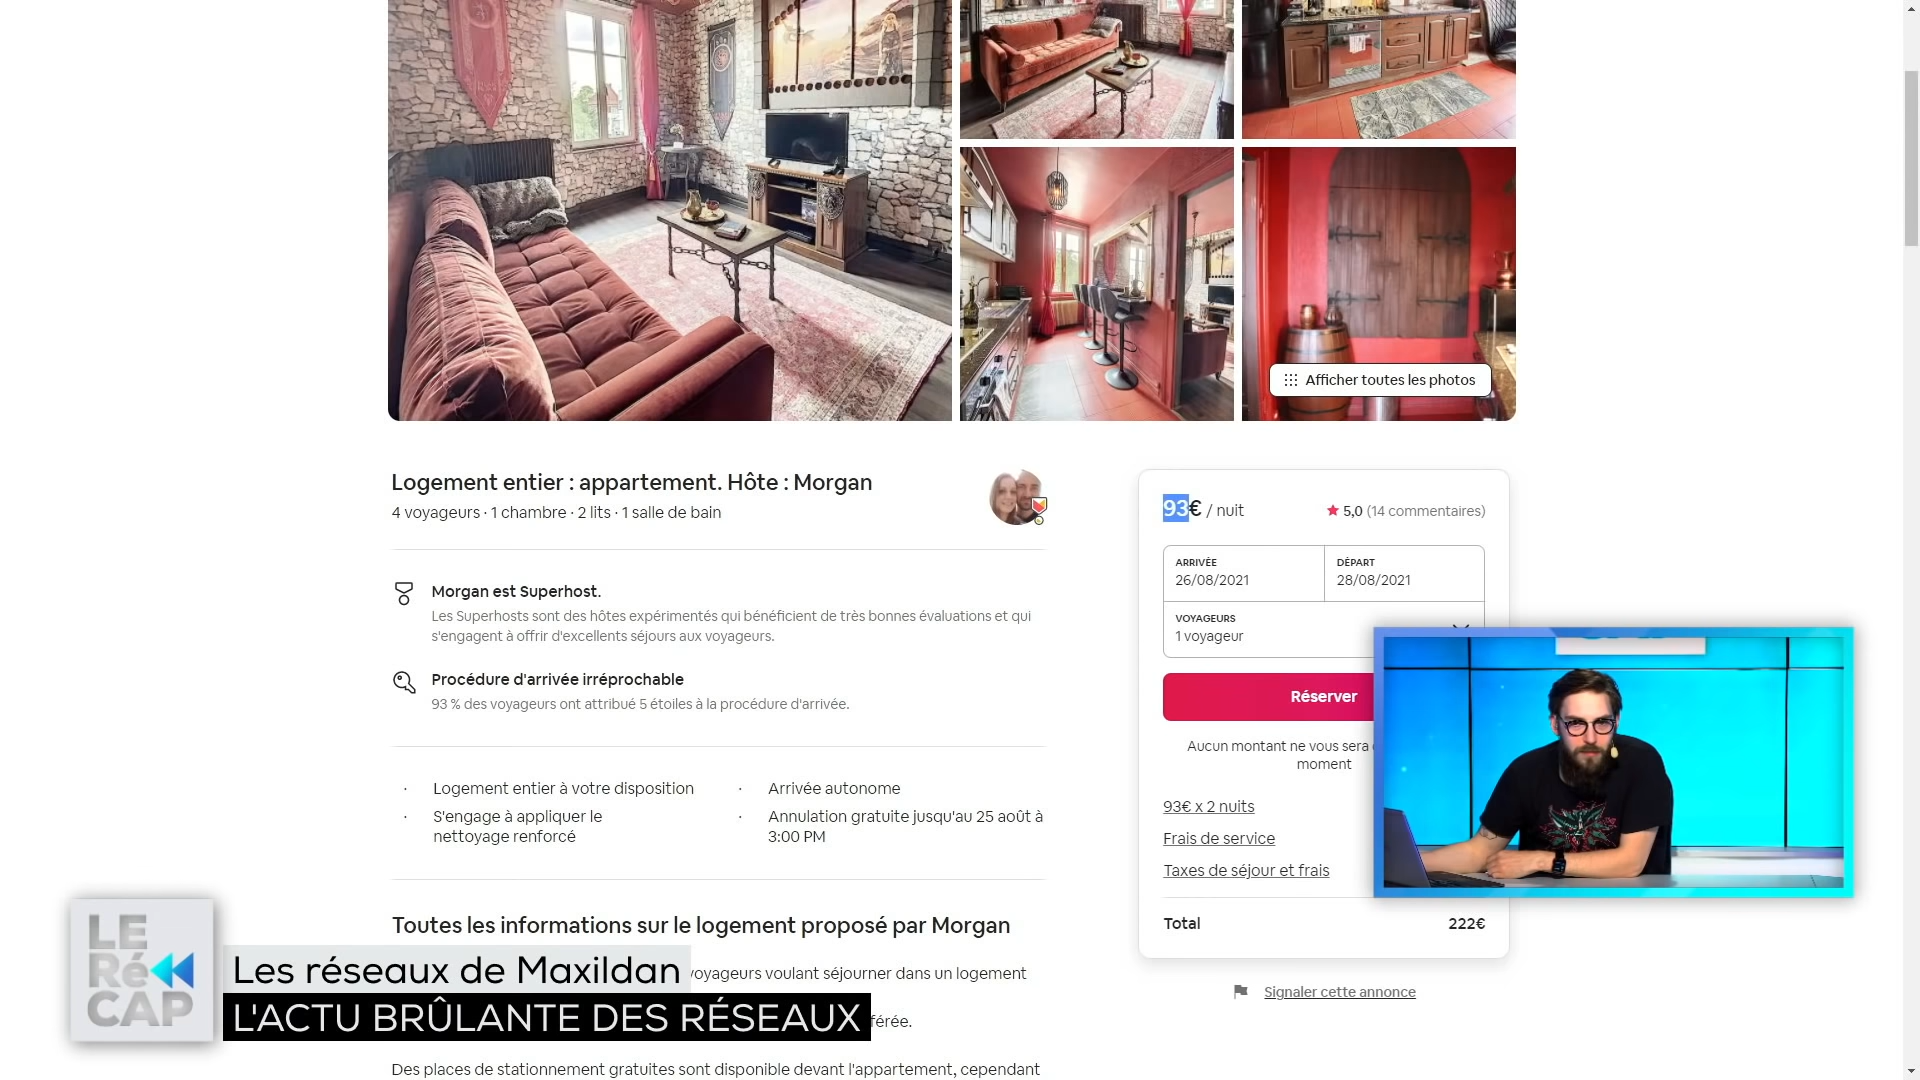 Afficher toutes les photos
Logement entier : appartement. Hôte : Morgan
4 voyageurs · 1 chambre · 2 lits · 1 salle de bain
Morgan est Superhost.
Les Superhosts sont des hôtes expérimentés qui bénéficient de très bonnes évaluations et qui
s'engagent à offrir d'excellents séjours aux voyageurs.
Procédure d'arrivée irréprochable
93 % des voyageurs ont attribué 5 étoiles à la procédure d'arrivée.
· Logement entier à votre disposition
· S'engage à appliquer le
nettoyage renforcé
· Arrivée autonome
· Annulation gratuite jusqu'au 25 août à
3:00 PM
Toutes les informations sur le logement proposé par Morgan
voyageurs voulant séjourner dans un logement
férée.
Des places de stationnement gratuites sont disponible devant l'appartement, cependant
93€ / nuit
5,0 (14 commentaires)
ARRIVÉE
26/08/2021
DÉPART
28/08/2021
VOYAGEURS
1 voyageur
Réserver
Aucun montant ne vous sera
moment
93€ x 2 nuits
Frais de service
Taxes de séjour et frais
Total 222€
Signaler cette annonce
LE
Ré
CAP
Les réseaux de Maxildan
L'ACTU BRÛLANTE DES RÉSEAUX